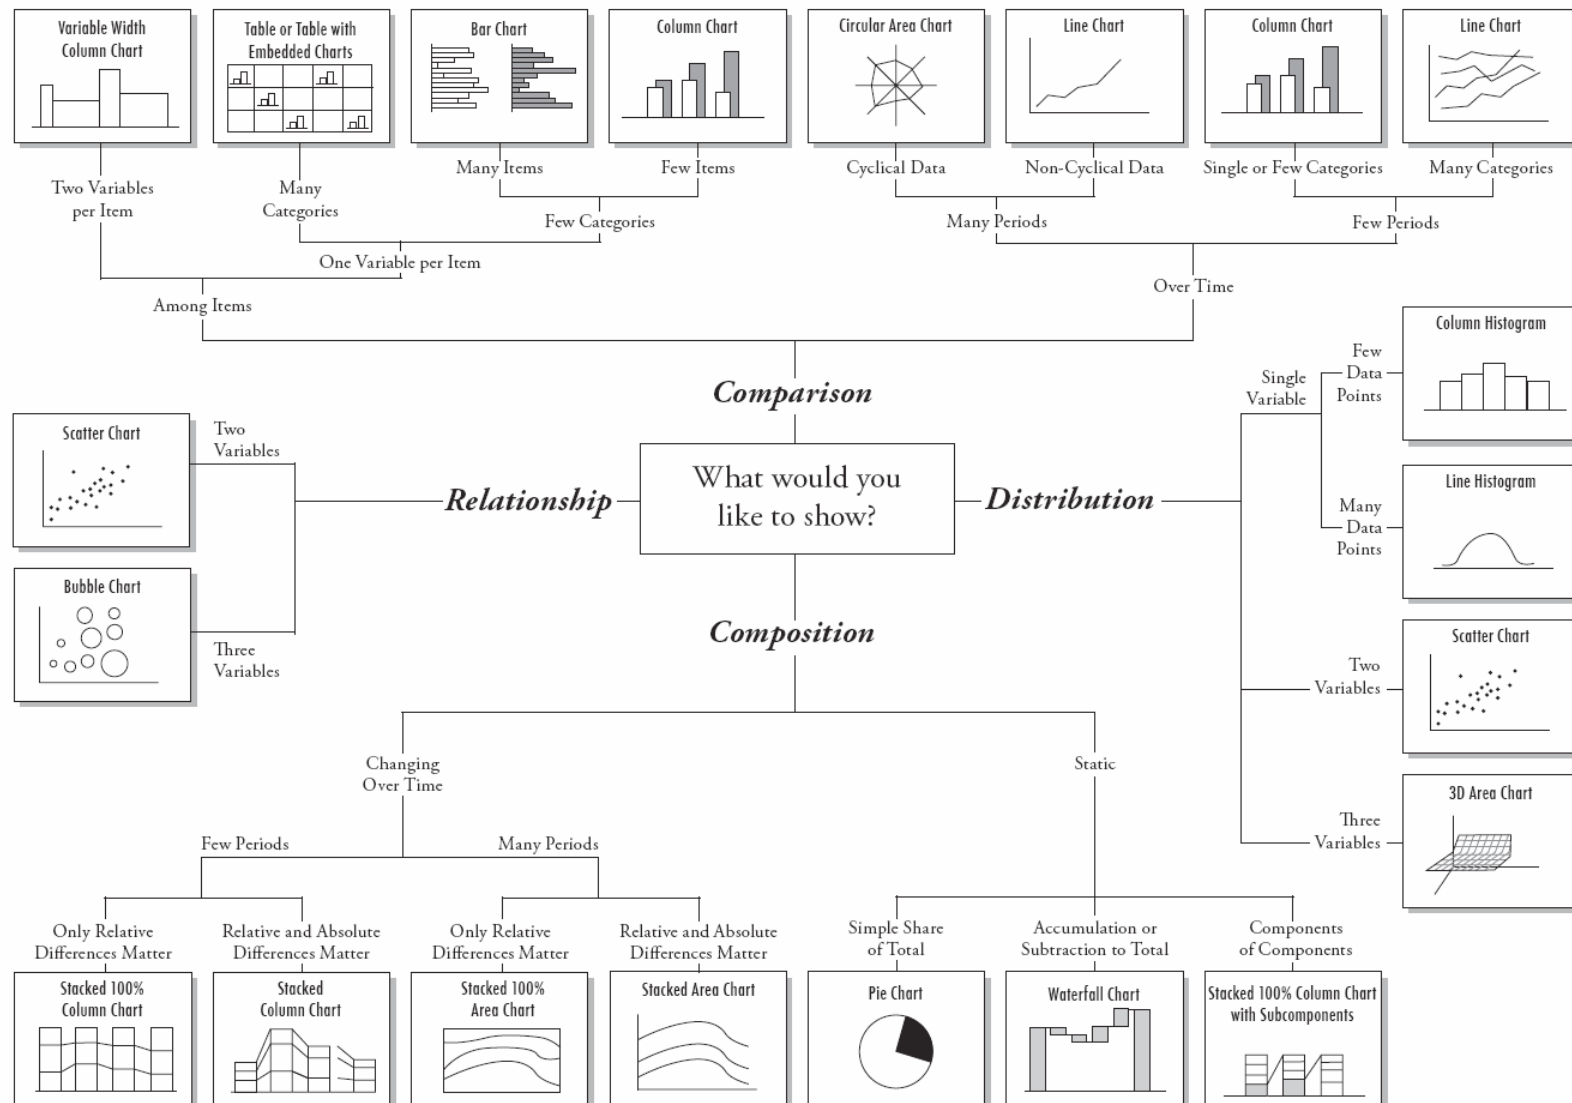 Variable Width
Column Chart
Table or Table with
Embedded Charts
Bar Chart
Column Chart
Circular Area Chart
Line Chart
Column Chart
Line Chart
Two Variables
per Item
Many
Categories
Many Items
Few Items
Cyclical Data
Non-Cyclical Data
Single or Few Categories
Many Categories
Few Categories
Many Periods
Few Periods
One Variable per Item
Among Items
Over Time
Comparison
What would you
like to show?
Relationship
Two
Variables
Scatter Chart
Three
Variables
Bubble Chart
Distribution
Single
Variable
Few
Data
Points
Column Histogram
Many
Data
Points
Line Histogram
Two
Variables
Scatter Chart
Three
Variables
3D Area Chart
Composition
Changing
Over Time
Static
Few Periods
Many Periods
Only Relative
Differences Matter
Relative and Absolute
Differences Matter
Only Relative
Differences Matter
Relative and Absolute
Differences Matter
Simple Share
of Total
Accumulation or
Subtraction to Total
Components
of Components
Stacked 100%
Column Chart
Stacked
Column Chart
Stacked 100%
Area Chart
Stacked Area Chart
Pie Chart
Waterfall Chart
Stacked 100% Column Chart
with Subcomponents